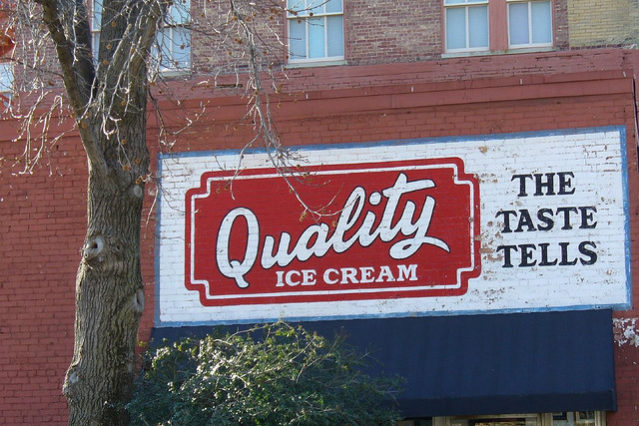 Quality
ICE CREAM
THE
TASTE
TELLS